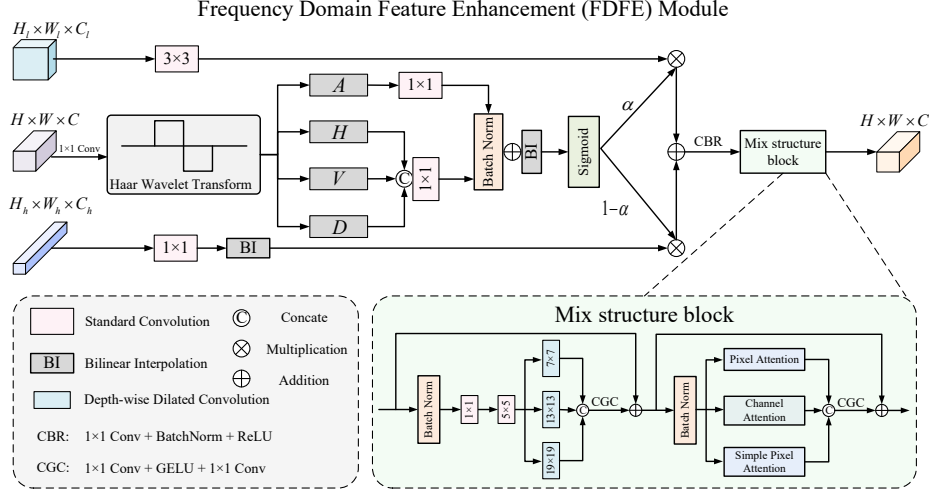 Frequency Domain Feature Enhancement (FDFE) Module
H_l × W_l × C_l
3×3
H × W × C
1×1 Conv
Haar Wavelet Transform
A
1×1
H
V
D
C
1×1
Batch Norm
BI
Sigmoid
α
1-α
CBR
Mix structure
block
H × W × C
H_h × W_h × C_h
1×1
BI
Standard Convolution
BI
Bilinear Interpolation
Depth-wise Dilated Convolution
C
Concate
Multiplication
Addition
CBR: 1×1 Conv + BatchNorm + ReLU
CGC: 1×1 Conv + GELU + 1×1 Conv
Mix structure block
Batch Norm
1×1
5×5
7×7
13×13
19×19
C
CGC
Batch Norm
Pixel Attention
Channel
Attention
Simple Pixel
Attention
C
CGC